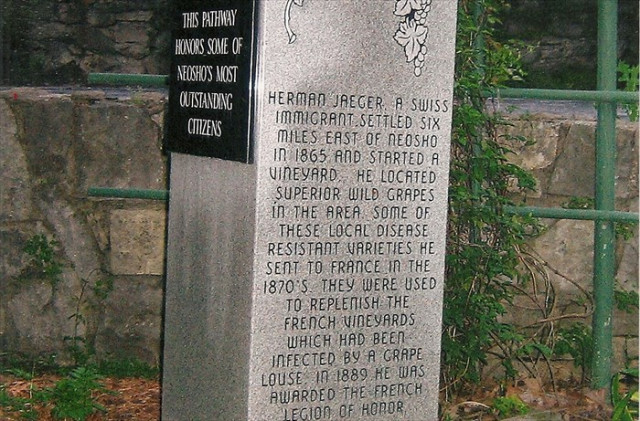 THIS PATHWAY
HONORS SOME OF
NEOSHO'S MOST
OUTSTANDING
CITIZENS
HERMAN JAEGER, A SWISS
IMMIGRANT, SETTLED SIX
MILES EAST OF NEOSHO
IN 1865 AND STARTED A
VINEYARD. HE LOCATED
SUPERIOR WILD GRAPES
IN THE AREA. SOME OF
THESE LOCAL DISEASE
RESISTANT VARIETIES HE
SENT TO FRANCE IN THE
1870'S. THEY WERE USED
TO REPLENISH THE
FRENCH VINEYARDS
WHICH HAD BEEN
INFECTED BY A GRAPE
LOUSE. IN 1889 HE WAS
AWARDED THE FRENCH
LEGION OF HONOR,